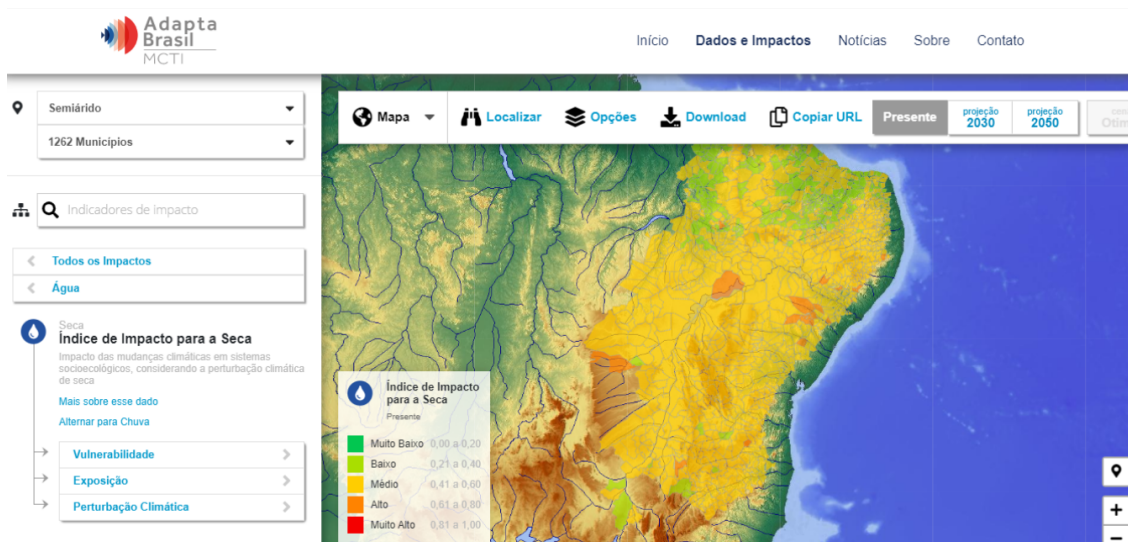 Adapta
Brasil
MCTI
Início Dados e Impactos Notícias Sobre Contato
Semiárido
1262 Municípios
Mapa Localizar Opções Download Copiar URL Presente projeção 2030 projeção 2050
Indicadores de impacto
Todos os Impactos
Água
Seca
Índice de Impacto para a Seca
Impacto das mudanças climáticas em sistemas
socioecológicos, considerando a perturbação climática
de seca
Mais sobre esse dado
Alternar para Chuva
Vulnerabilidade
Exposição
Perturbação Climática
Índice de Impacto
para a Seca
Presente
Muito Baixo 0,00 a 0,20
Baixo 0,21 a 0,40
Médio 0,41 a 0,60
Alto 0,61 a 0,80
Muito Alto 0,81 a 1,00